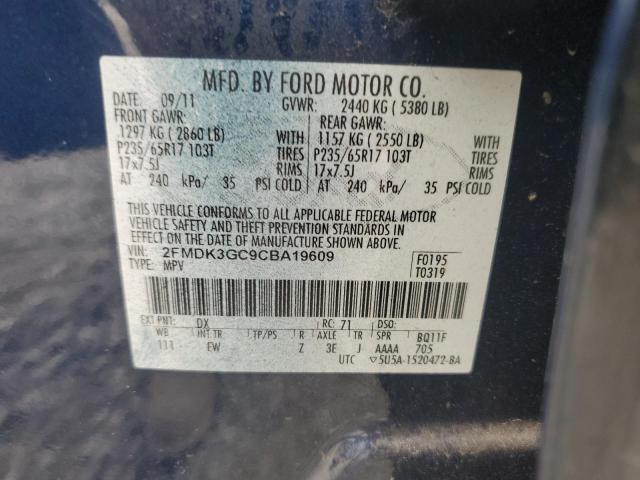 MFD. BY FORD MOTOR CO.
DATE: 09/11 GVWR: 2440 KG ( 5380 LB)
FRONT GAWR: REAR GAWR:
1297 KG ( 2860 LB) WITH 1157 KG ( 2550 LB) WITH
P235/65R17 103T TIRES P235/65R17 103T TIRES
17x7.5J RIMS 17x7.5J RIMS
AT 240 kPa/ 35 PSI COLD AT 240 kPa/ 35 PSI COLD
THIS VEHICLE CONFORMS TO ALL APPLICABLE FEDERAL MOTOR
VEHICLE SAFETY AND THEFT PREVENTION STANDARDS IN
EFFECT ON THE DATE OF MANUFACTURE SHOWN ABOVE.
VIN: 2FMDK3GC9CBA19609 F0195
TYPE: MPV T0319
EXT PNT: DX RC: 71 DSO:
WB INT TR TP/PS R AXLE TR SPR BQ11F
111 EW Z 3E J AAAA 705
UTC ▽5U5A-1520472-BA